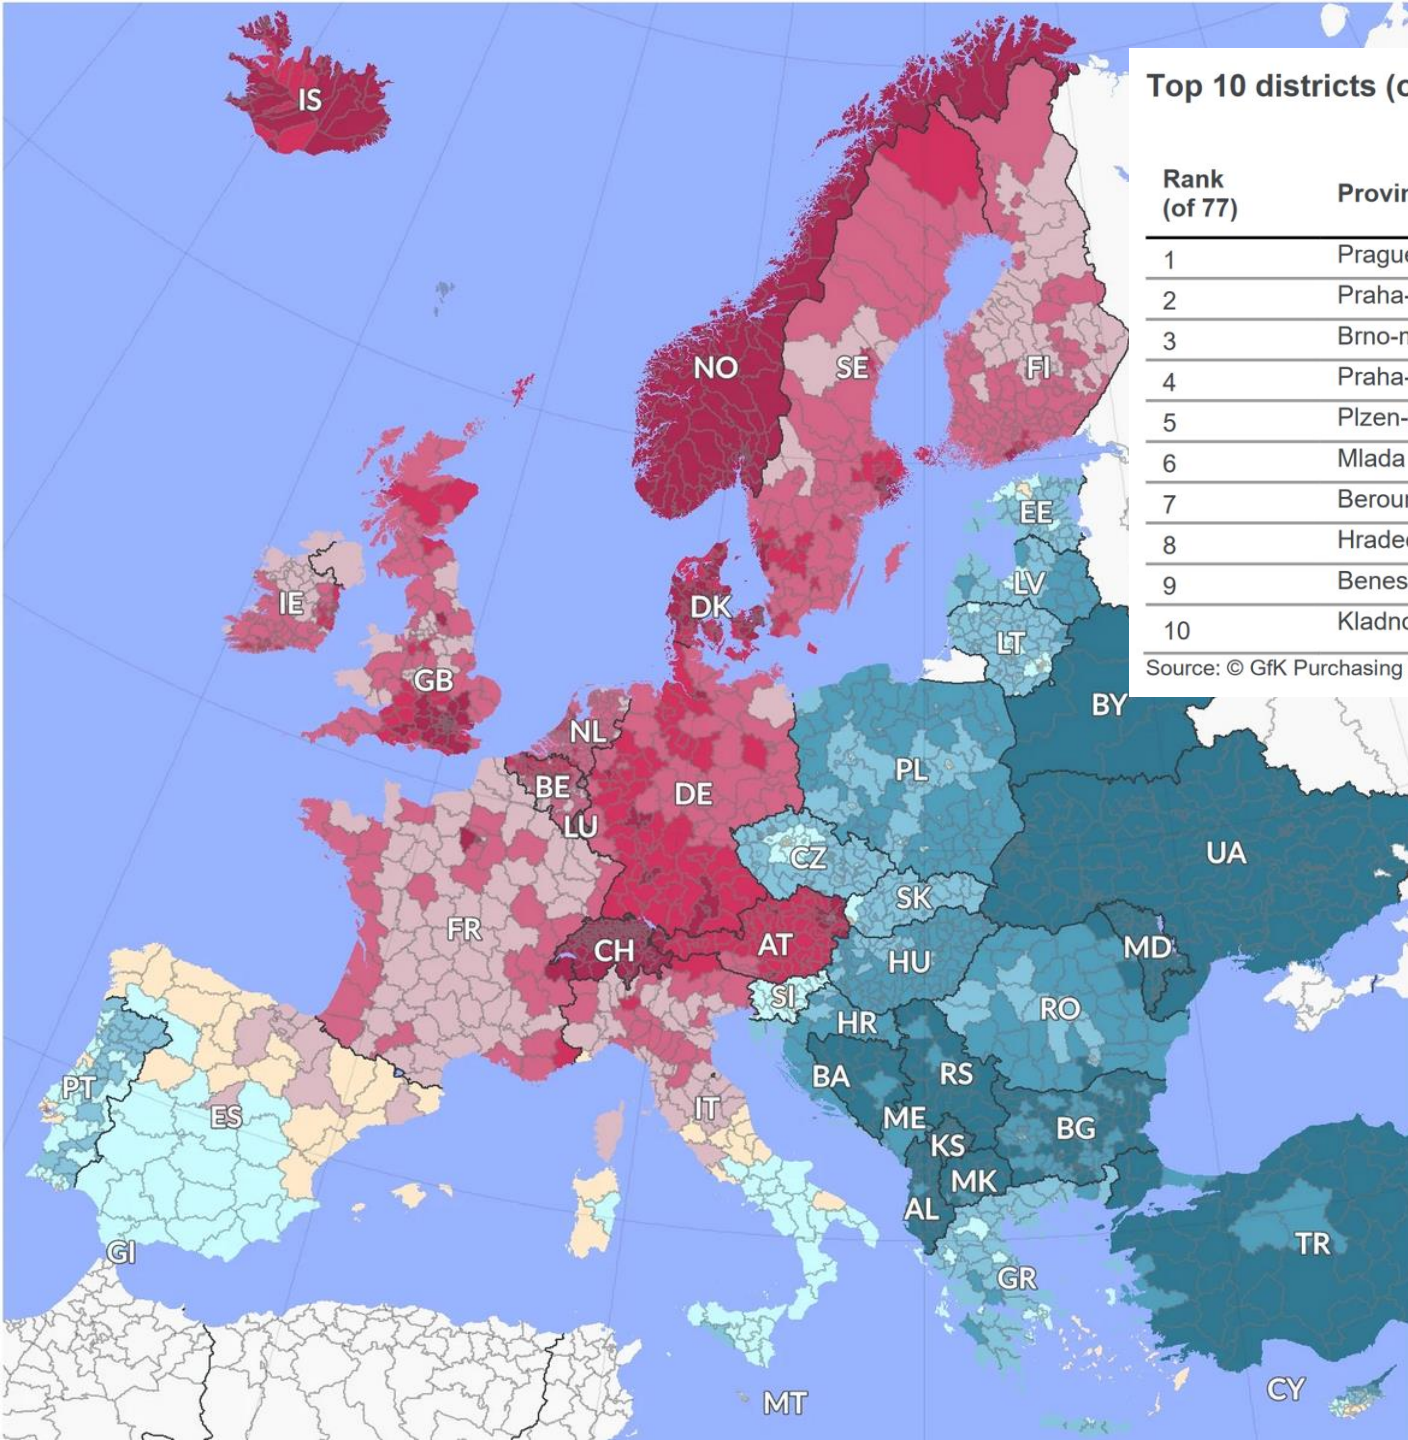 IS
Top 10 districts (o
Rank
(of 77)
Provin
1 Prague
2 Praha-
3 Brno-m
4 Praha-
5 Plzen-
6 Mlada
7 Beroun
8 Hradec
9 Benes
10 Kladno
Source: © GfK Purchasing
NO
SE
FI
EE
IE
DK
LV
LT
GB
BY
NL
PL
BE
DE
LU
CZ
UA
SK
FR
CH
AT
HU
MD
SI
HR
RO
BA
RS
PT
ES
IT
ME
KS
BG
MK
AL
GI
GR
TR
MT
CY